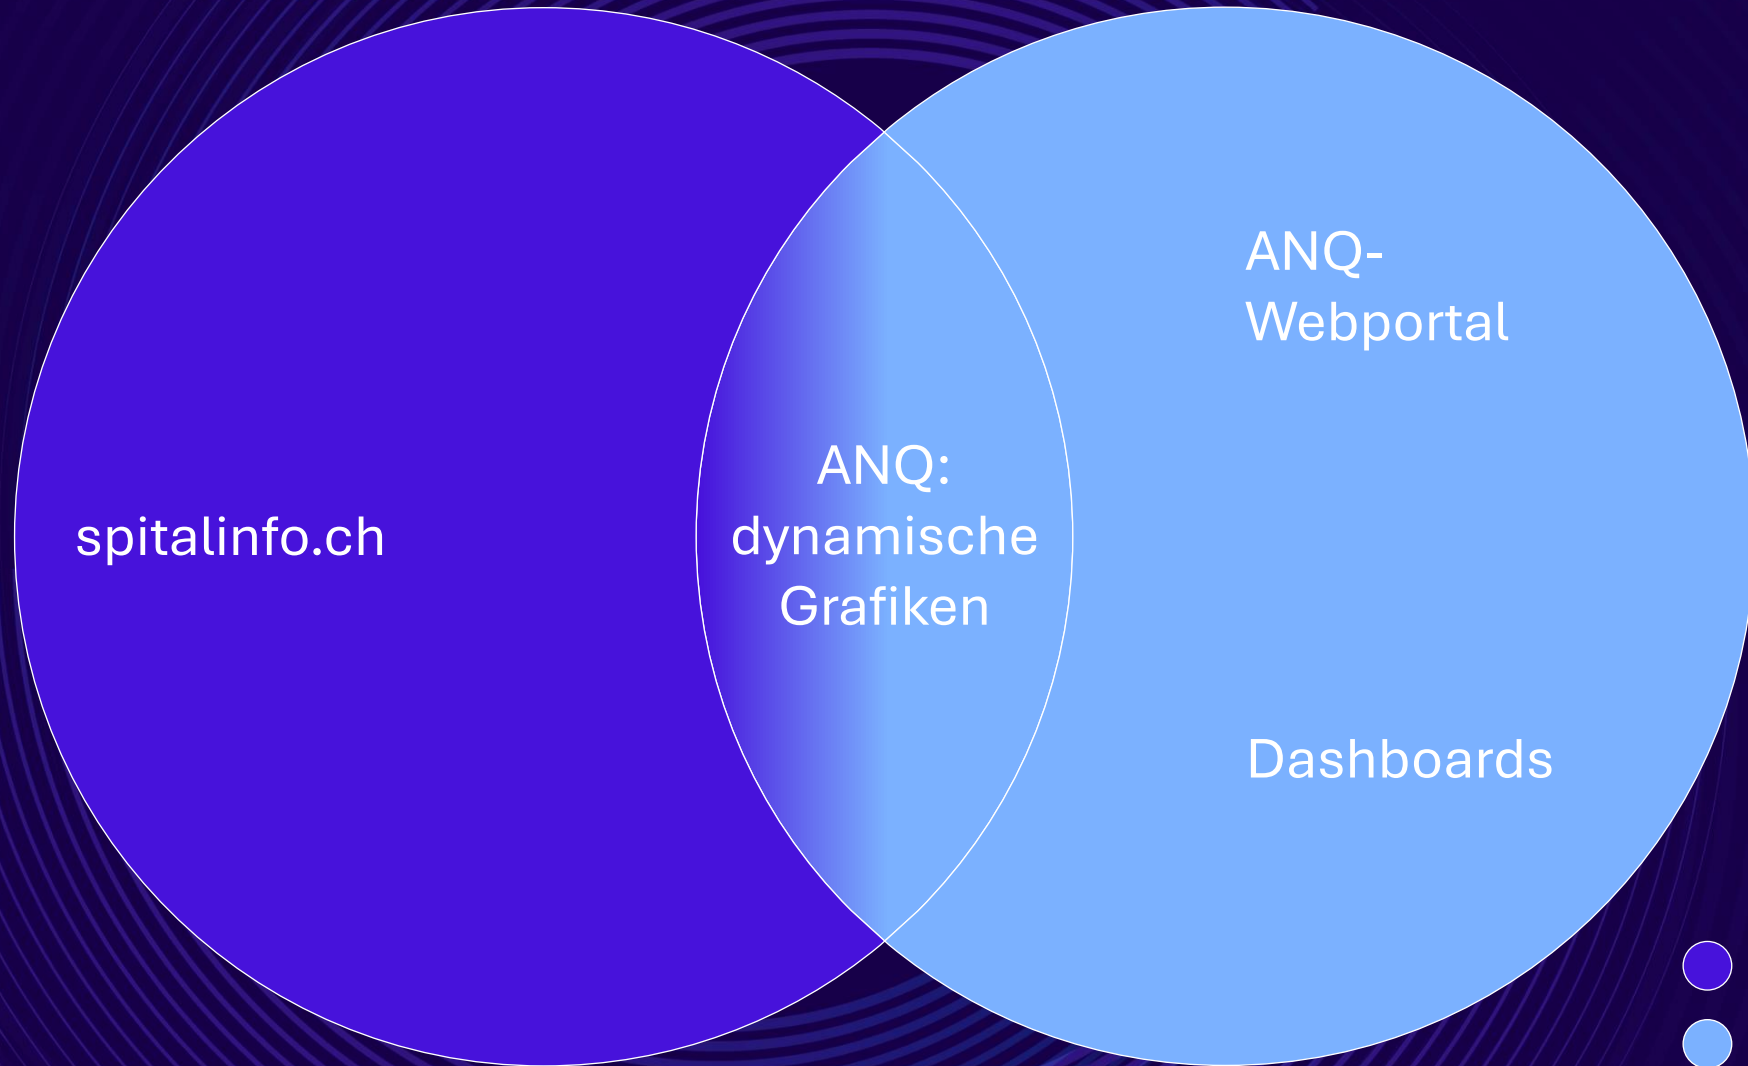 spitalinfo.ch
ANQ:
dynamische
Grafiken
ANQ-
Webportal
Dashboards